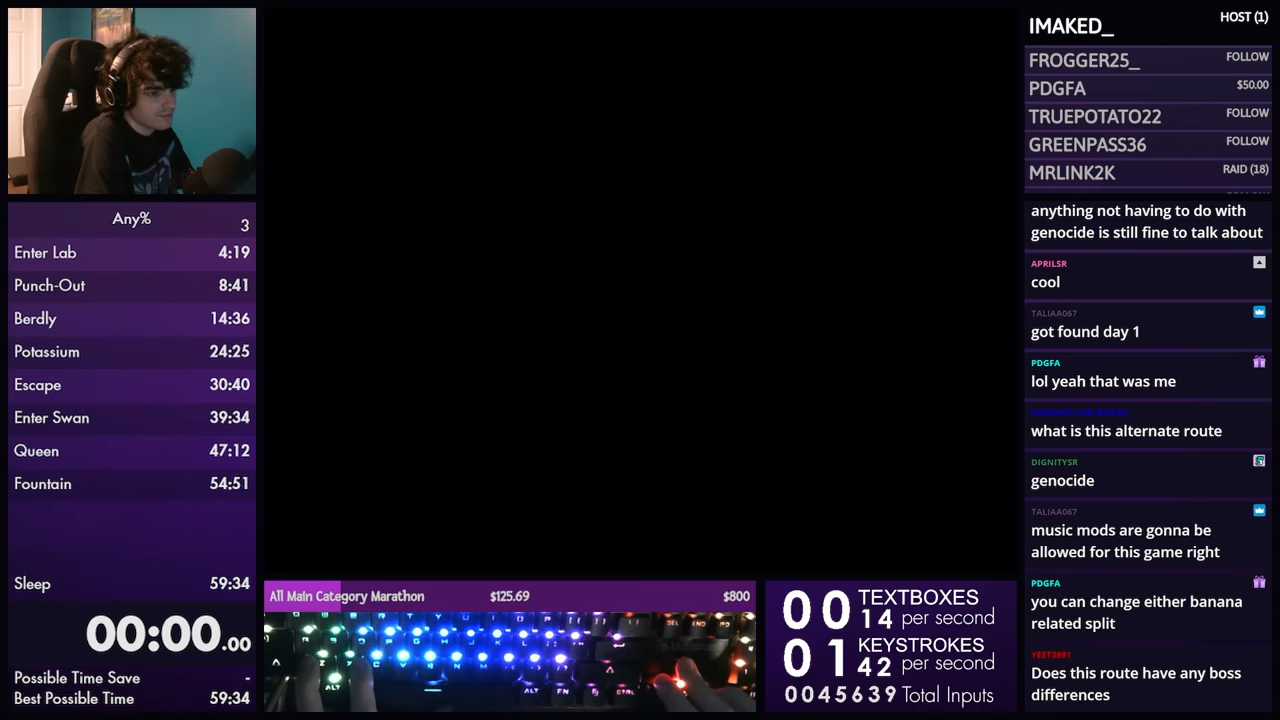 Any%
3
Enter Lab 4:19
Punch-Out 8:41
Berdly 14:36
Potassium 24:25
Escape 30:40
Enter Swan 39:34
Queen 47:12
Fountain 54:51
Sleep 59:34
00:00.00
Possible Time Save -
Best Possible Time 59:34
All Main Category Marathon $125.69 $800
ALT
ALT FN CTRL
00 14 TEXTBOXES per second
01 42 KEYSTROKES per second
0045639 Total Inputs
IMAKED_ HOST (1)
FROGGER25_ FOLLOW
PDGFA $50.00
TRUEPOTATO22 FOLLOW
GREENPASS36 FOLLOW
MRLINK2K RAID (18)
anything not having to do with
genocide is still fine to talk about
APRILSR
cool
TALIAA067
got found day 1
PDGFA
lol yeah that was me
what is this alternate route
DIGNITYSR
genocide
TALIAA067
music mods are gonna be
allowed for this game right
PDGFA
you can change either banana
related split
YEET3891
Does this route have any boss
differences